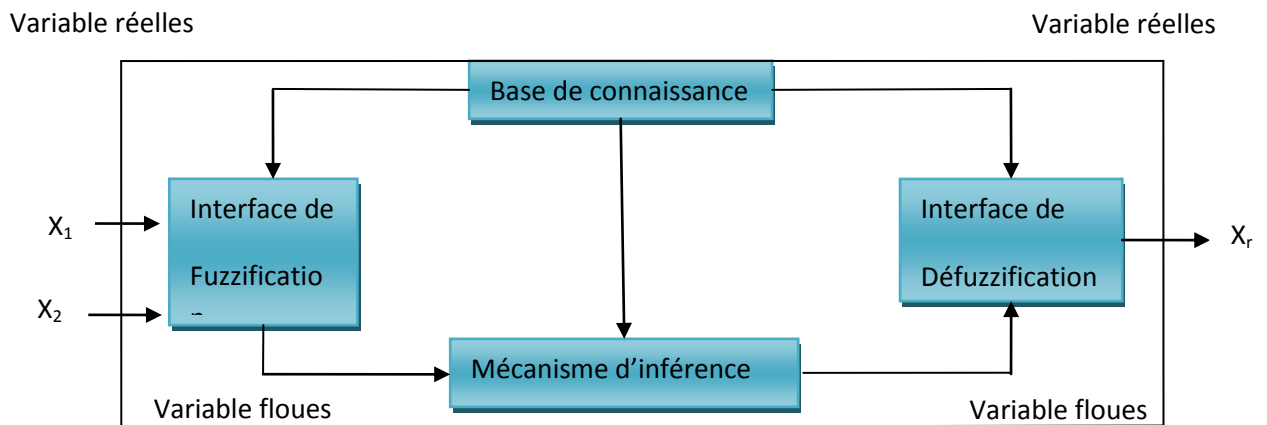 Variable réelles
Variable réelles
Base de connaissance
Interface de
Fuzzificatio
n
X₁
X₂
Interface de
Défuzzification
Xᵣ
Mécanisme d’inférence
Variable floues
Variable floues